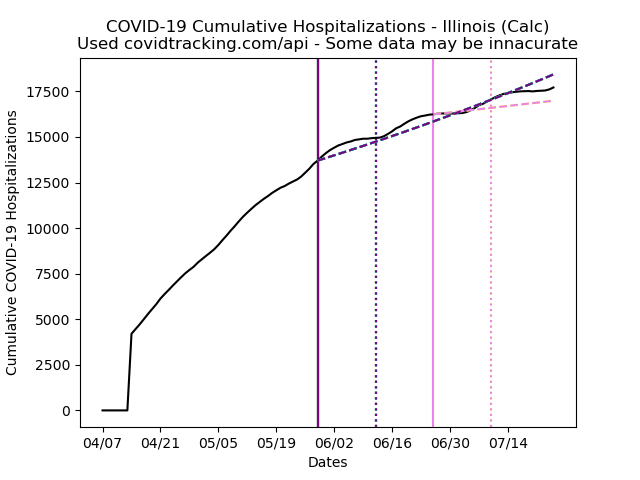 COVID-19 Cumulative Hospitalizations - Illinois (Calc)
Used covidtracking.com/api - Some data may be innacurate
Cumulative COVID-19 Hospitalizations
17500
15000
12500
10000
7500
5000
2500
0
04/07 04/21 05/05 05/19 06/02 06/16 06/30 07/14
Dates